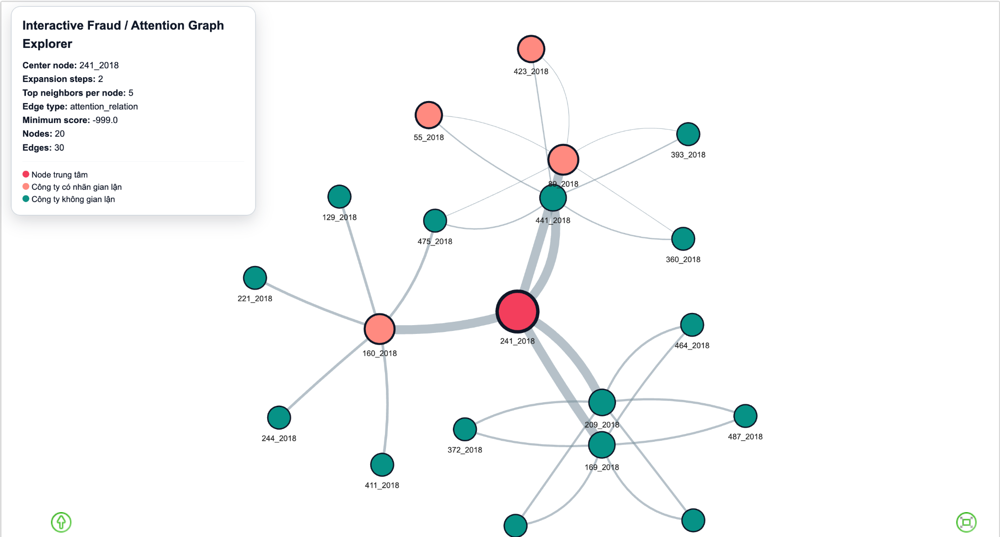 Interactive Fraud / Attention Graph
Explorer
Center node: 241_2018
Expansion steps: 2
Top neighbors per node: 5
Edge type: attention_relation
Minimum score: -999.0
Nodes: 20
Edges: 30
Node trung tâm
Công ty có nhãn gian lận
Công ty không gian lận
423_2018
55_2018
393_2018
89_2018
129_2018
441_2018
475_2018
360_2018
221_2018
241_2018
464_2018
160_2018
209_2018
244_2018
487_2018
372_2018
169_2018
411_2018